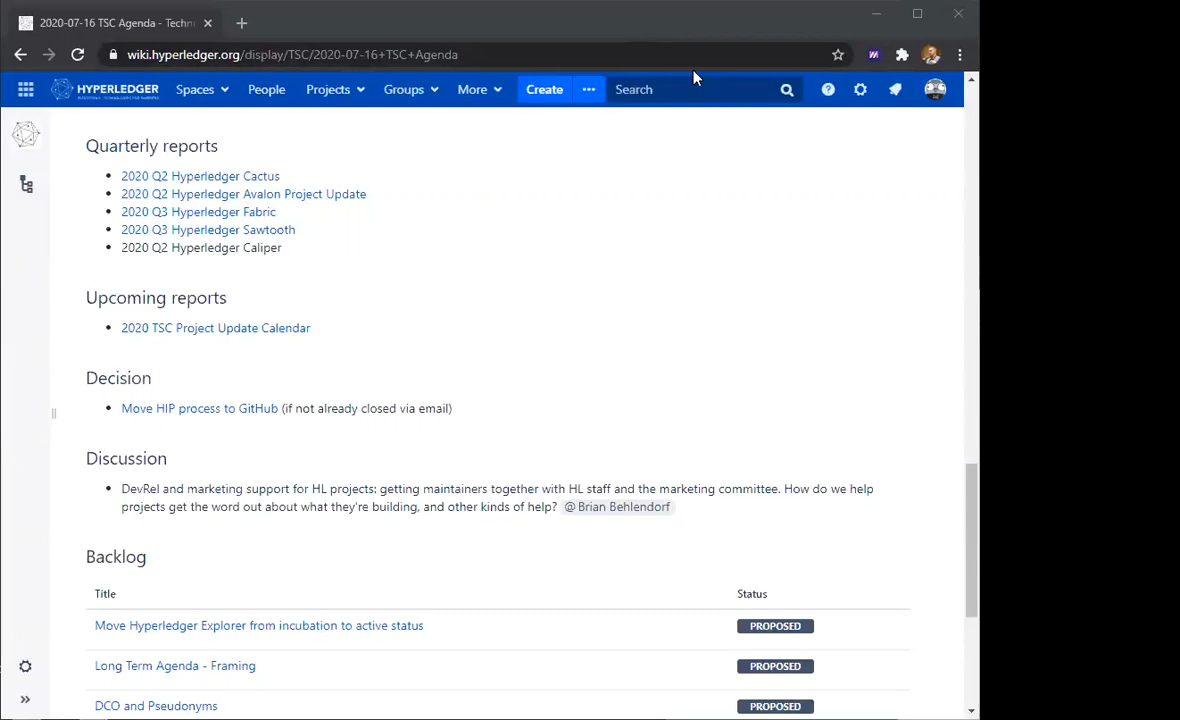 2020-07-16 TSC Agenda - Techn
wiki.hyperledger.org/display/TSC/2020-07-16+TSC+Agenda
HYPERLEDGER Spaces People Projects Groups More Create ••• Search
Quarterly reports
• 2020 Q2 Hyperledger Cactus
• 2020 Q2 Hyperledger Avalon Project Update
• 2020 Q3 Hyperledger Fabric
• 2020 Q3 Hyperledger Sawtooth
• 2020 Q2 Hyperledger Caliper
Upcoming reports
• 2020 TSC Project Update Calendar
Decision
• Move HIP process to GitHub (if not already closed via email)
Discussion
• DevRel and marketing support for HL projects: getting maintainers together with HL staff and the marketing committee. How do we help
projects get the word out about what they're building, and other kinds of help? @Brian Behlendorf
Backlog
Title Status
Move Hyperledger Explorer from incubation to active status PROPOSED
Long Term Agenda - Framing PROPOSED
DCO and Pseudonyms PROPOSED